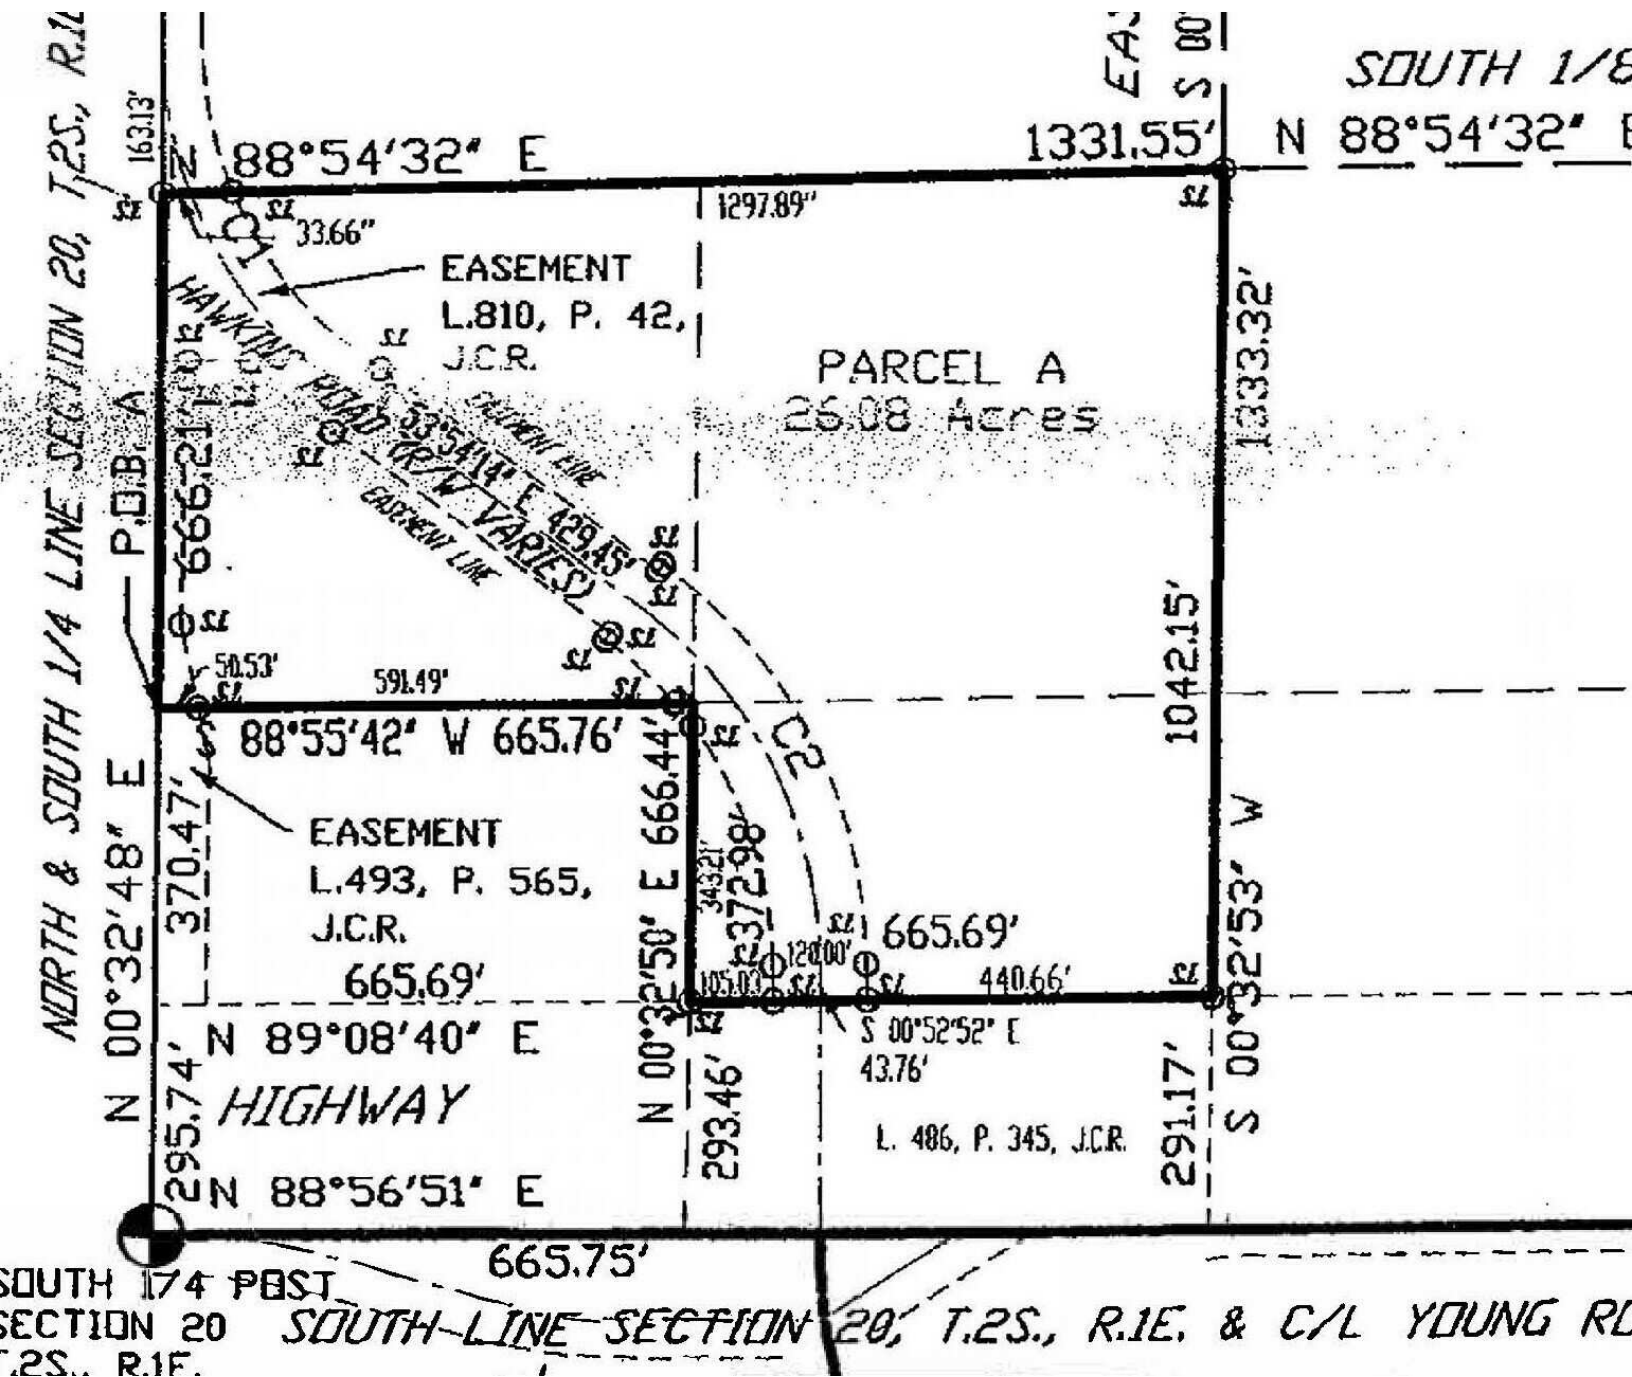 NORTH & SOUTH 1/4 LINE SECTION 20, T.2S., R.1E
163.13'
EAS
S 00
SOUTH 1/8
N 88°54'32" E
N 88°54'32" E
1331.55'
33.66"
1297.89"
C1
EASEMENT
L.810, P. 42,
J.C.R.
PARCEL A
26.08 Acres
HAWKINS ROAD (R/W VARIES)
EASEMENT LINE
53°54'14" E 429.45'
EASEMENT LINE
P.O.B. A
666.21'
1333.32'
1042.15'
50.53'
591.49'
88°55'42" W 665.76'
C2
EASEMENT
L.493, P. 565,
J.C.R.
N 00°32'48" E
370.47'
N 00°32'50" E 666.44'
343.21'
372.98'
S 00°32'53" W
665.69'
120.00'
665.69'
105.03'
440.66'
N 89°08'40" E
S 00°52'52" E
43.76'
HIGHWAY
295.74'
293.46'
291.17'
L. 486, P. 345, J.C.R.
N 88°56'51" E
665.75'
SOUTH 1/4 POST
SECTION 20
T.2S., R.1E.
SOUTH LINE SECTION 20, T.2S., R.1E. & C/L YOUNG RD